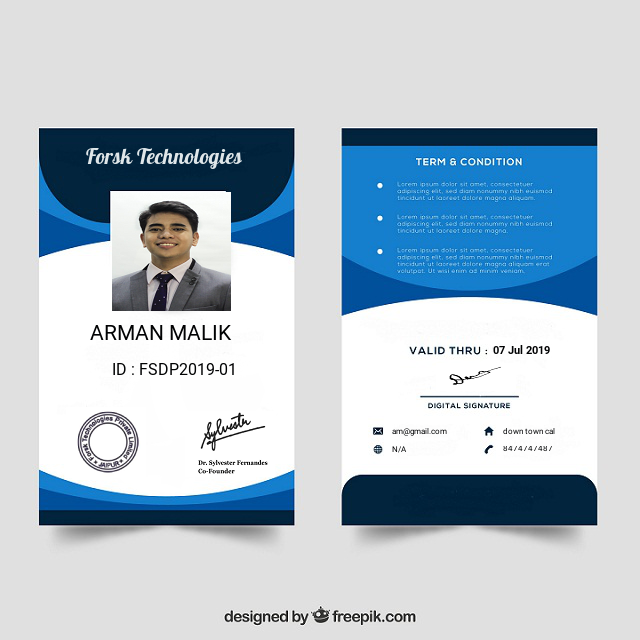 Forsk Technologies
ARMAN MALIK
ID : FSDP2019-01
Forsk Technologies Private Limited
JAIPUR
Sylvester
Dr. Sylvester Fernandes
Co-Founder
TERM & CONDITION
Lorem ipsum dolor sit amet, consectetuer
adipiscing elit, sed diam nonummy nibh euismod
tincidunt ut laoreet dolore magna aliquam.
Lorem ipsum dolor sit amet, consectetuer
adipiscing elit, sed diam nonummy nibh euismod
tincidunt ut laoreet dolore magna.
Lorem ipsum dolor sit amet, consectetuer
adipiscing elit, sed diam nonummy nibh euismod
tincidunt ut laoreet dolore magna aliquam erat
volutpat. Ut wisi enim ad minim veniam.
VALID THRU : 07 Jul 2019
DIGITAL SIGNATURE
am@gmail.com
down town cal
N/A
designed by freepik.com